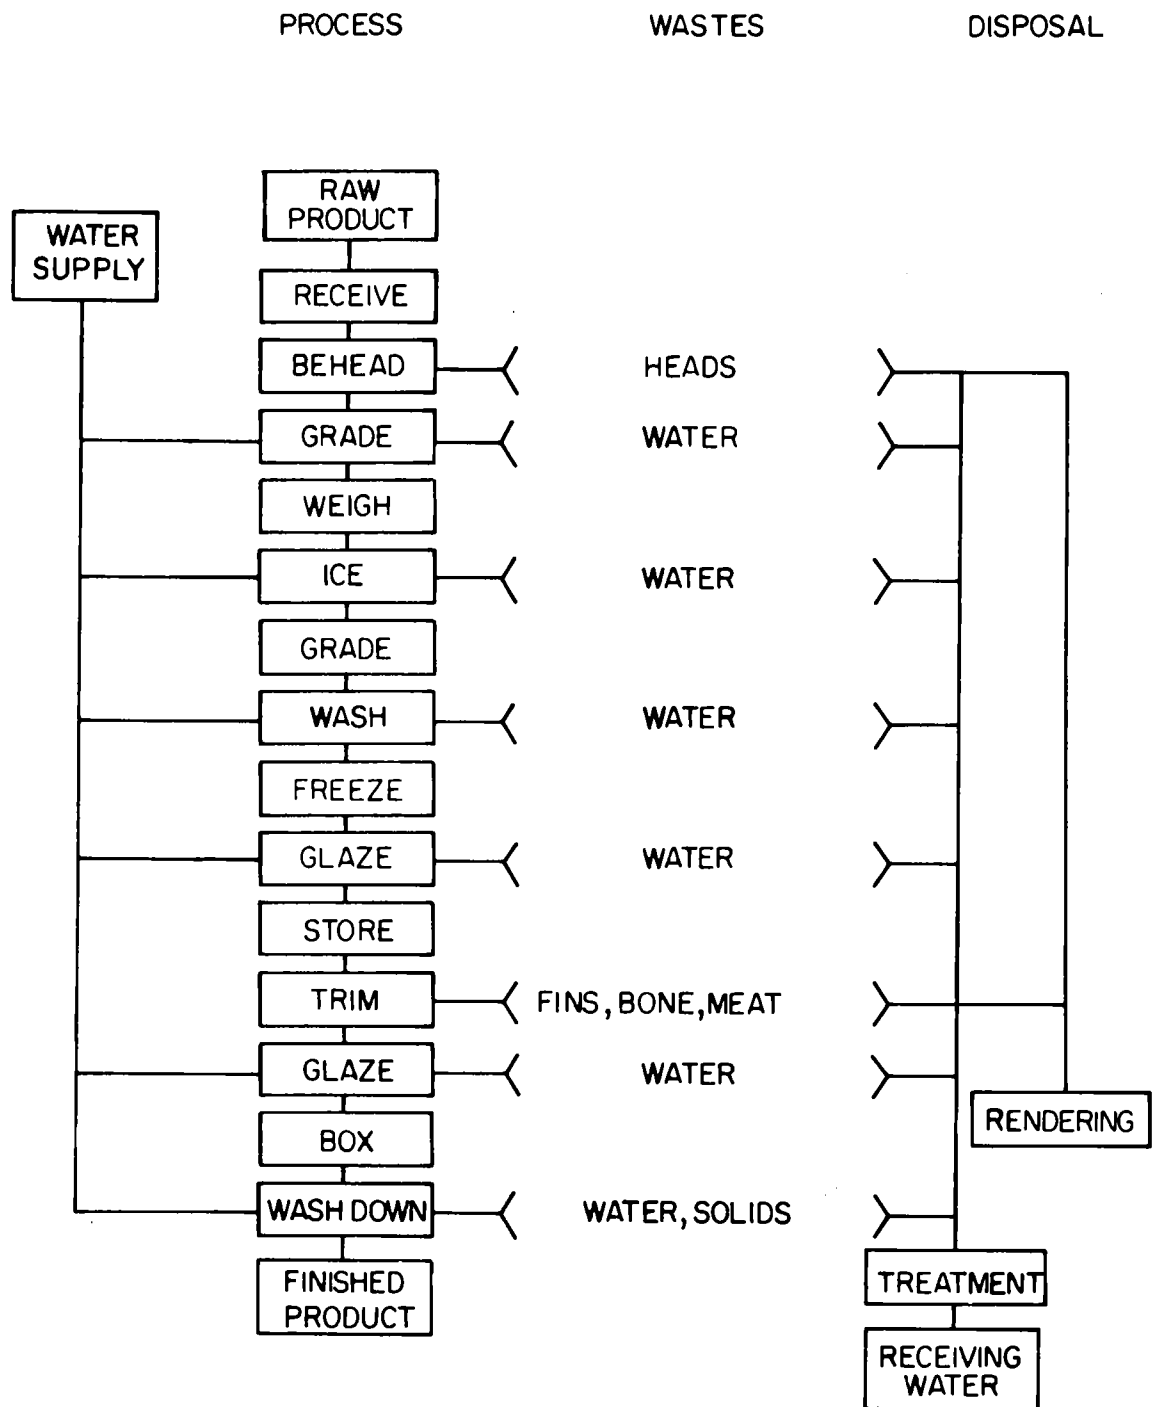 PROCESS WASTES DISPOSAL
RAW
PRODUCT
WATER
SUPPLY
RECEIVE
BEHEAD HEADS
GRADE WATER
WEIGH
ICE WATER
GRADE
WASH WATER
FREEZE
GLAZE WATER
STORE
TRIM FINS, BONE, MEAT
GLAZE WATER
RENDERING
BOX
WASH DOWN WATER, SOLIDS
FINISHED
PRODUCT
TREATMENT
RECEIVING
WATER